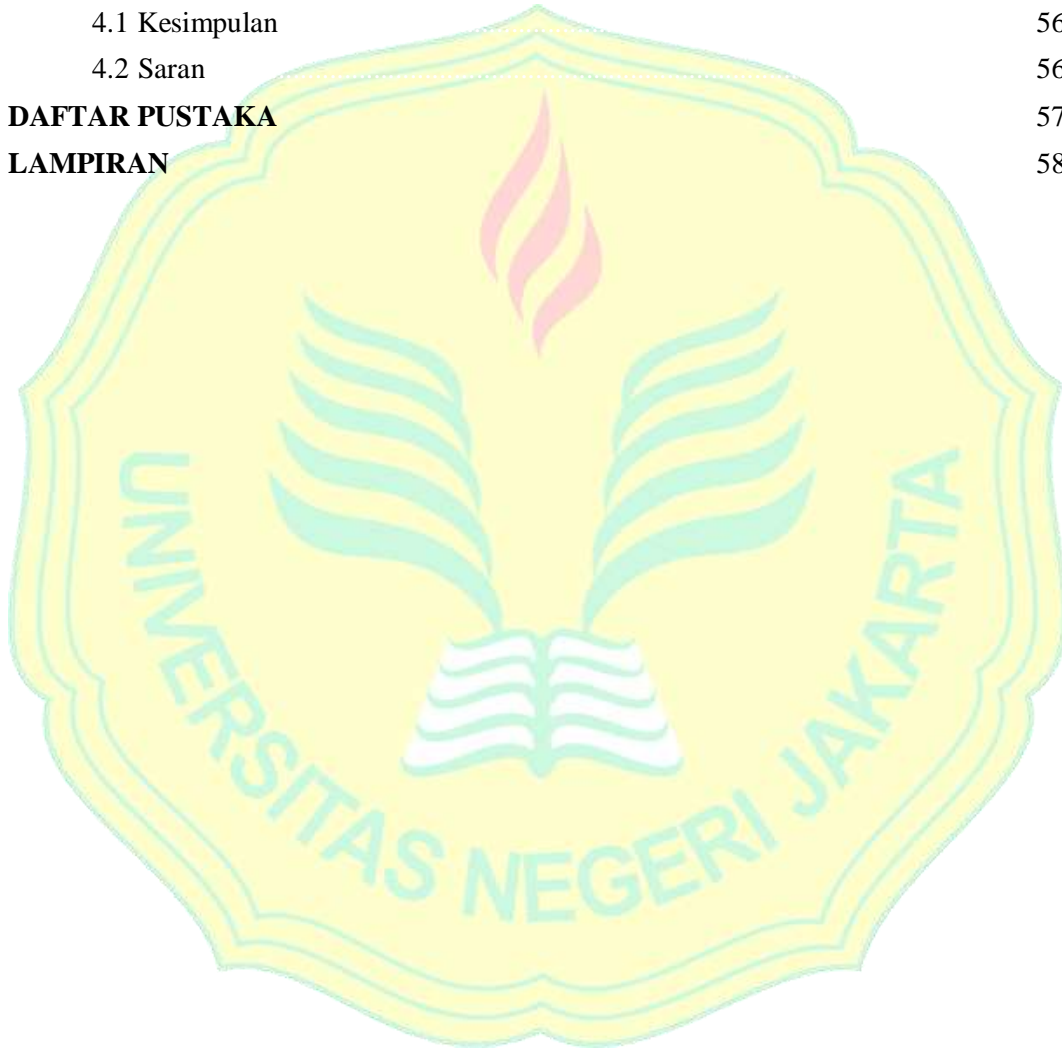 4.1 Kesimpulan 56
4.2 Saran 56
DAFTAR PUSTAKA 57
LAMPIRAN 58
UNIVERSITAS NEGERI JAKARTA